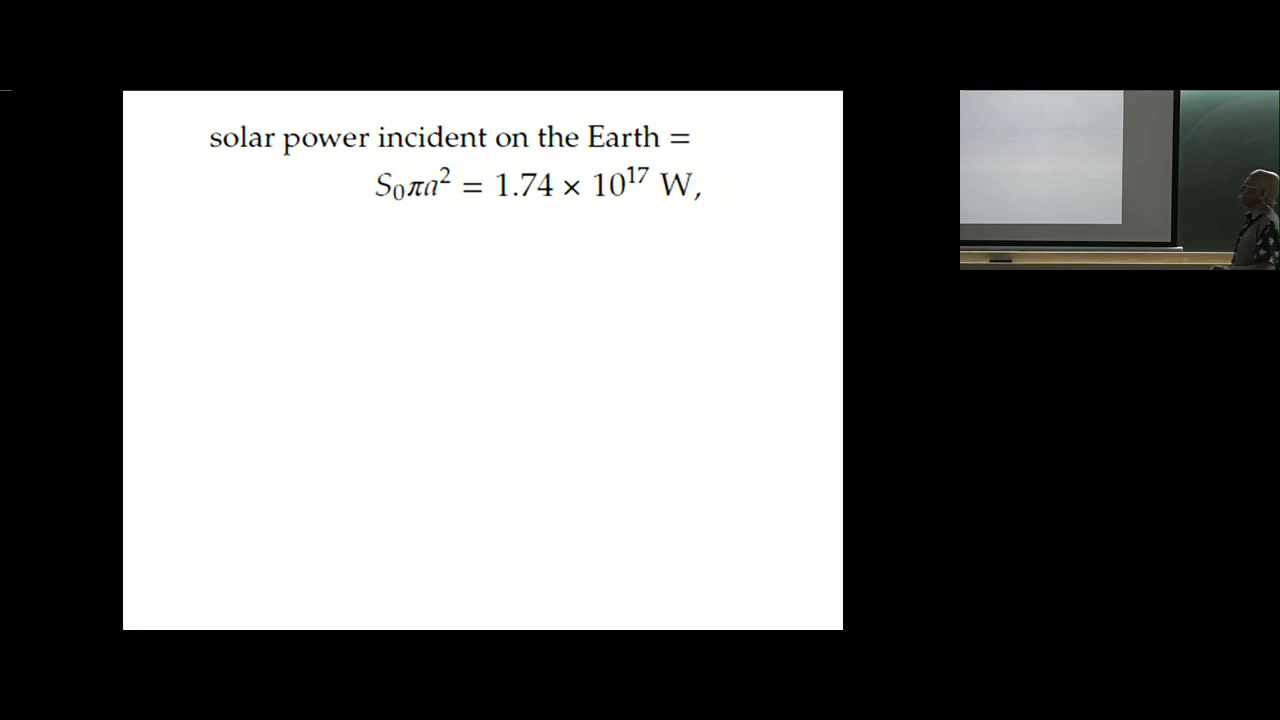 solar power incident on the Earth =
S₀πa² = 1.74 × 10¹⁷ W,